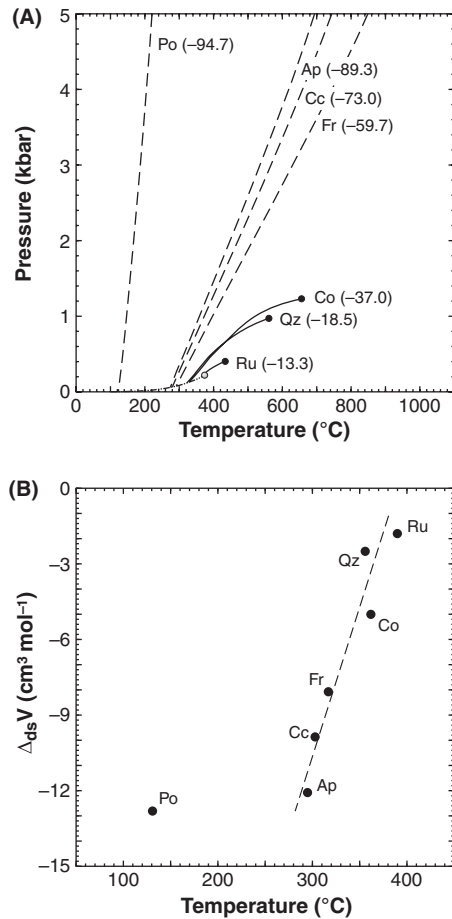 (A)
5
4
3
2
1
0
Pressure (kbar)
Po (–94.7)
Ap (–89.3)
Cc (–73.0)
Fr (–59.7)
Co (–37.0)
Qz (–18.5)
Ru (–13.3)
0 200 400 600 800 1000
Temperature (°C)
(B)
0
–3
–6
–9
–12
–15
ΔdsV (cm³ mol⁻¹)
Ru
Qz
Co
Fr
Cc
Ap
Po
100 200 300 400
Temperature (°C)